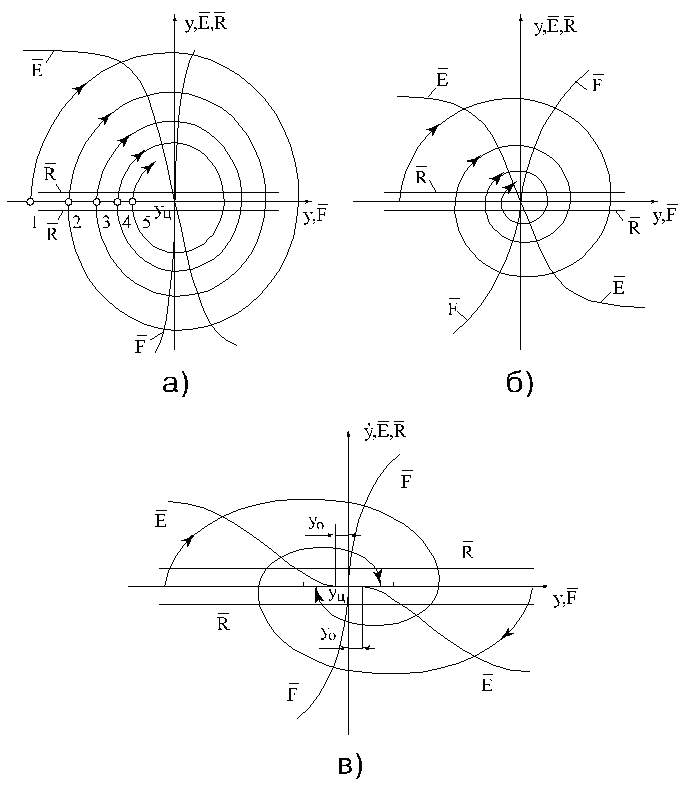 y,E̅,R̅
E̅
R̅
1 2 3 4 5 yц
R̅
y,F̅
F̅
а)
y,E̅,R̅
E̅
F̅
R̅
y,F̅
R̅
E̅
F̅
б)
ẏ,E̅,R̅
F̅
E̅
y₀
R̅
yц
y,F̅
R̅
y₀
F̅
E̅
в)